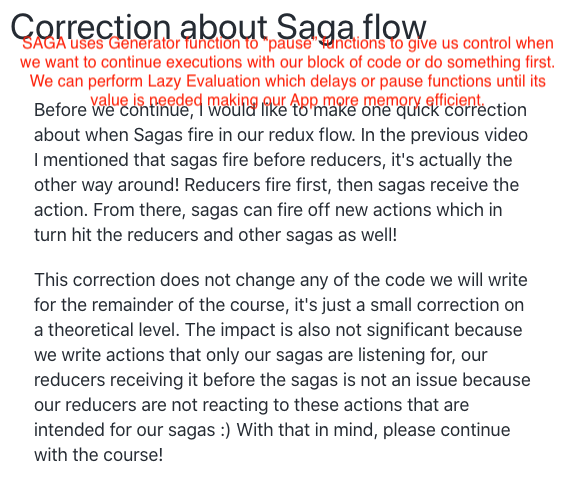 Correction about Saga flow
SAGA uses Generator function to "pause" functions to give us control when
we want to continue executions with our block of code or do something first.
We can perform Lazy Evaluation which delays or pause functions until its
value is needed making our App more memory efficient.
Before we continue, I would like to make one quick correction
about when Sagas fire in our redux flow. In the previous video
I mentioned that sagas fire before reducers, it's actually the
other way around! Reducers fire first, then sagas receive the
action. From there, sagas can fire off new actions which in
turn hit the reducers and other sagas as well!
This correction does not change any of the code we will write
for the remainder of the course, it's just a small correction on
a theoretical level. The impact is also not significant because
we write actions that only our sagas are listening for, our
reducers receiving it before the sagas is not an issue because
our reducers are not reacting to these actions that are
intended for our sagas :) With that in mind, please continue
with the course!